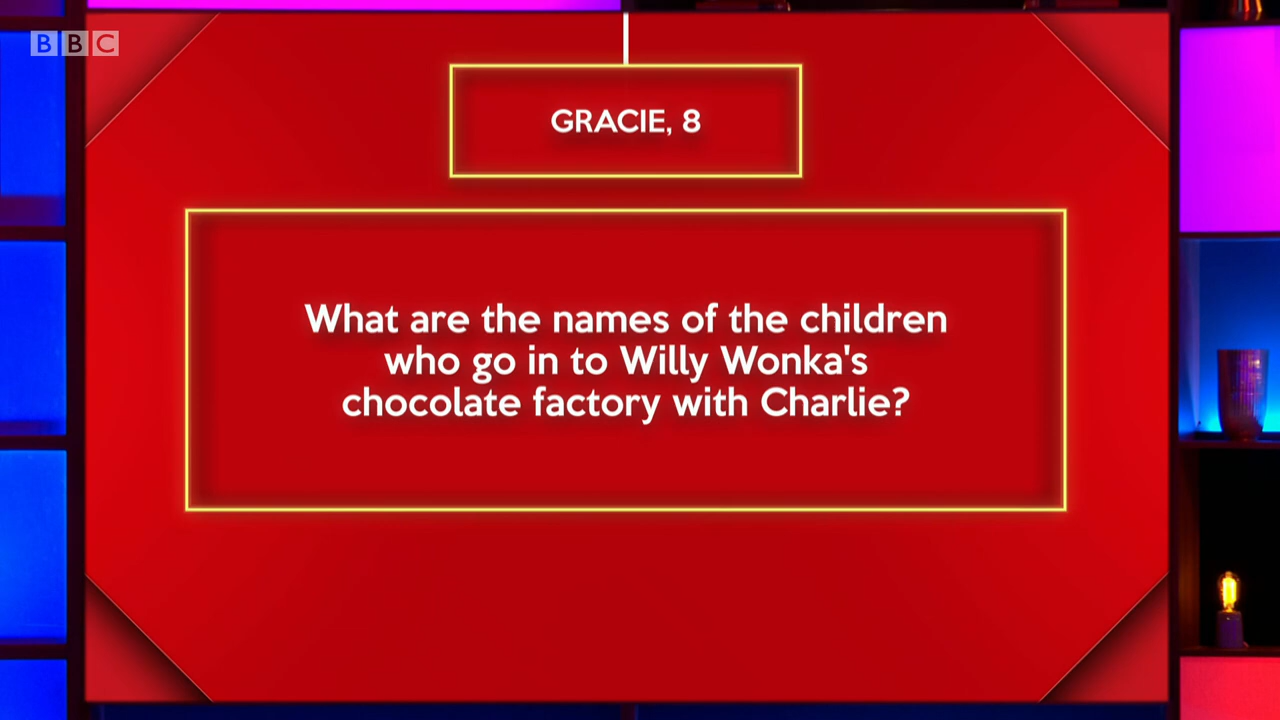 BBC
GRACIE, 8
What are the names of the children
who go in to Willy Wonka's
chocolate factory with Charlie?